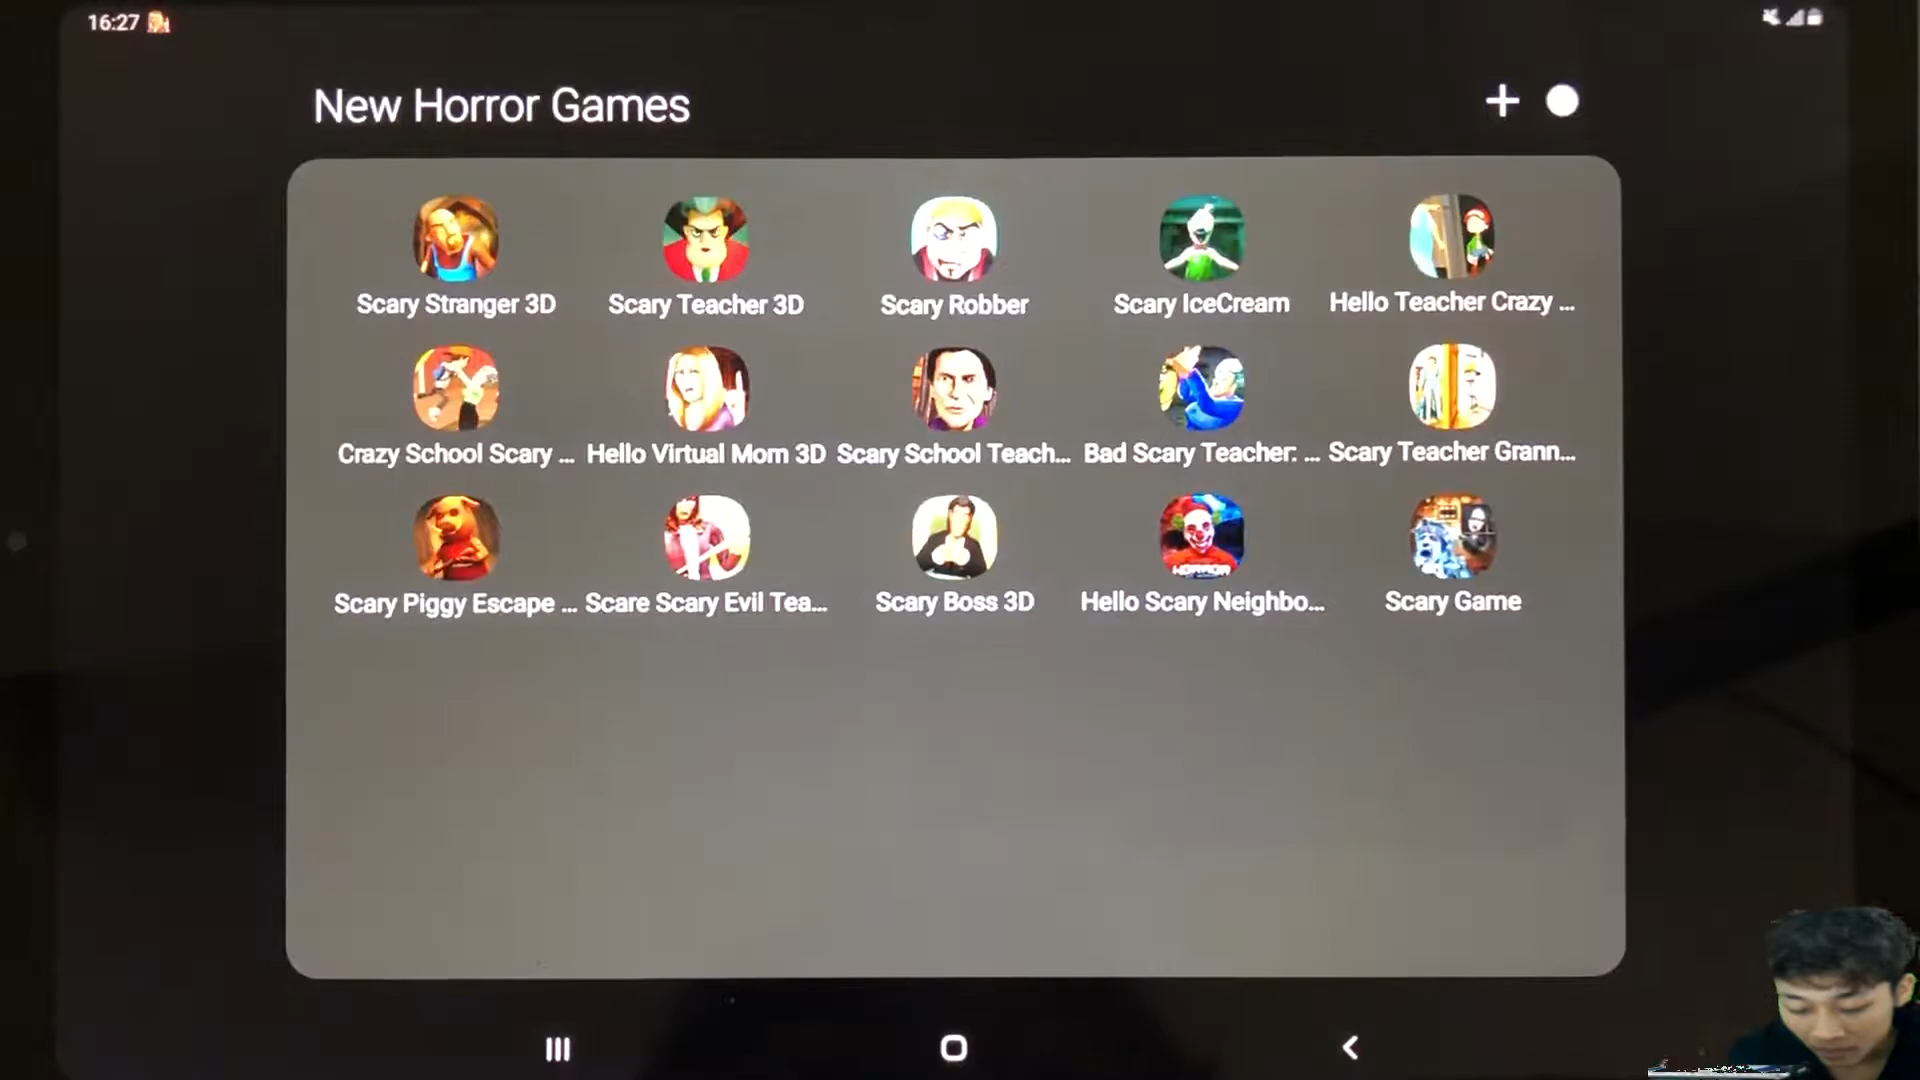 16:27
New Horror Games
Scary Stranger 3D
Scary Teacher 3D
Scary Robber
Scary IceCream
Hello Teacher Crazy ...
Crazy School Scary ...
Hello Virtual Mom 3D
Scary School Teach...
Bad Scary Teacher: ...
Scary Teacher Grann...
Scary Piggy Escape ...
Scare Scary Evil Tea...
Scary Boss 3D
HORROR
Hello Scary Neighbo...
Scary Game